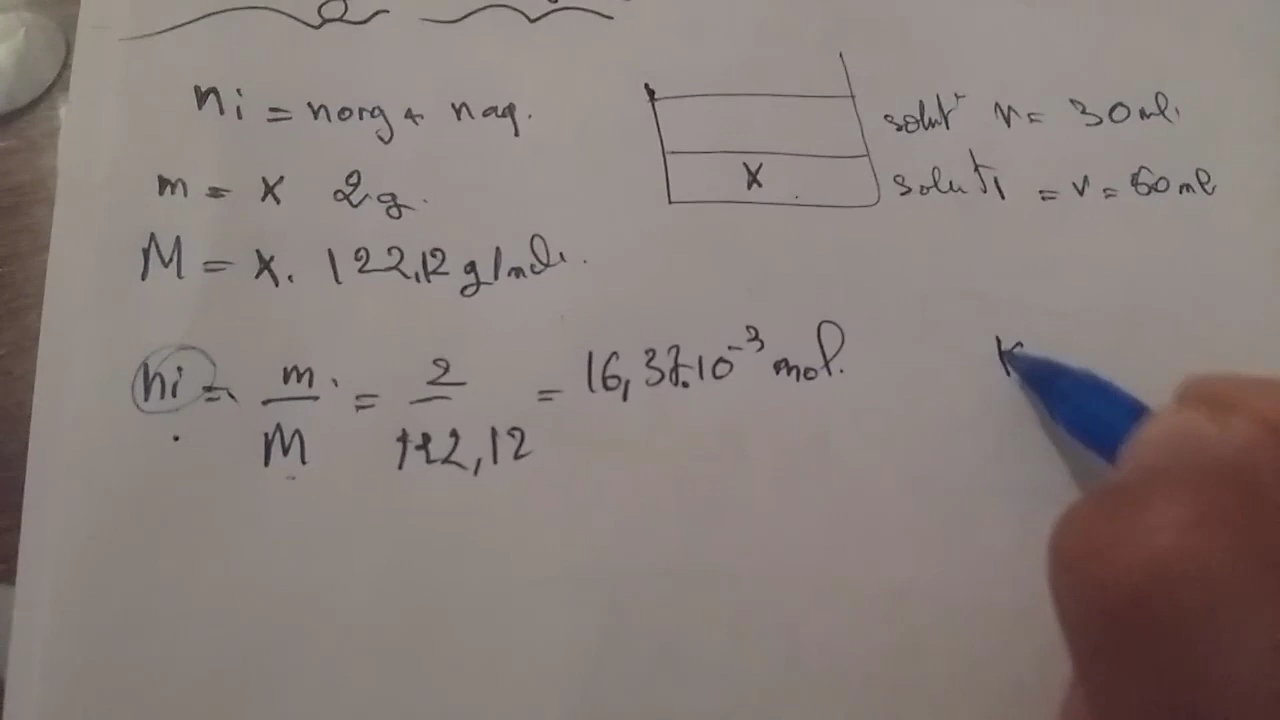 ni = norg + naq.
m = x 2g.
M = x. 122,12 g/mol.
ni = m/M = 2/122,12 = 16,37.10⁻³ mol.
x
solut° v = 30 ml.
solut1 = v = 60 ml
K